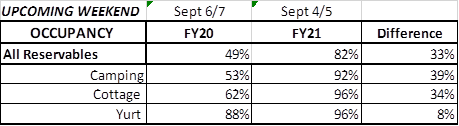 UPCOMING WEEKEND Sept 6/7 Sept 4/5
OCCUPANCY FY20 FY21 Difference
All Reservables 49% 82% 33%
Camping 53% 92% 39%
Cottage 62% 96% 34%
Yurt 88% 96% 8%